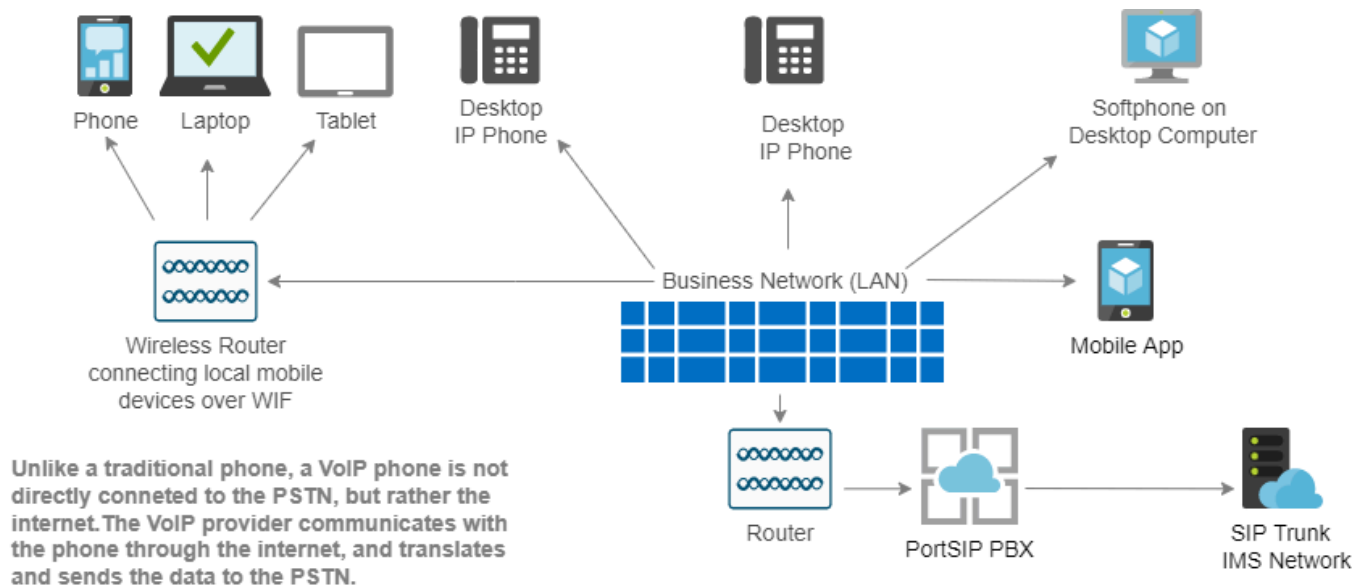 Phone
Laptop
Tablet
Desktop
IP Phone
Desktop
IP Phone
Softphone on
Desktop Computer
Business Network (LAN)
Wireless Router
connecting local mobile
devices over WIF
Mobile App
Unlike a traditional phone, a VoIP phone is not
directly conneted to the PSTN, but rather the
internet.The VoIP provider communicates with
the phone through the internet, and translates
and sends the data to the PSTN.
Router
PortSIP PBX
SIP Trunk
IMS Network